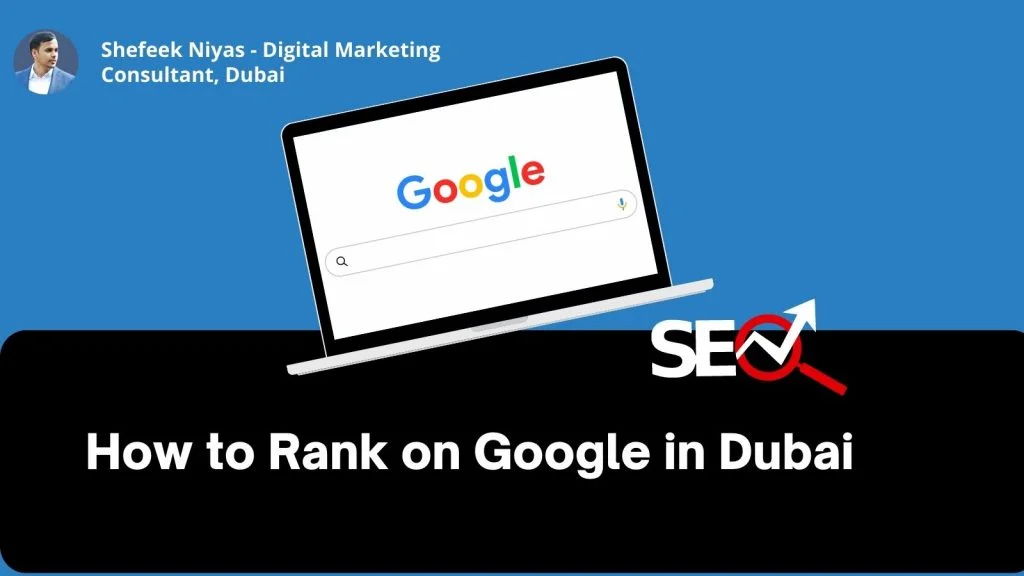 Shefeek Niyas - Digital Marketing
Consultant, Dubai
Google
SEO
How to Rank on Google in Dubai